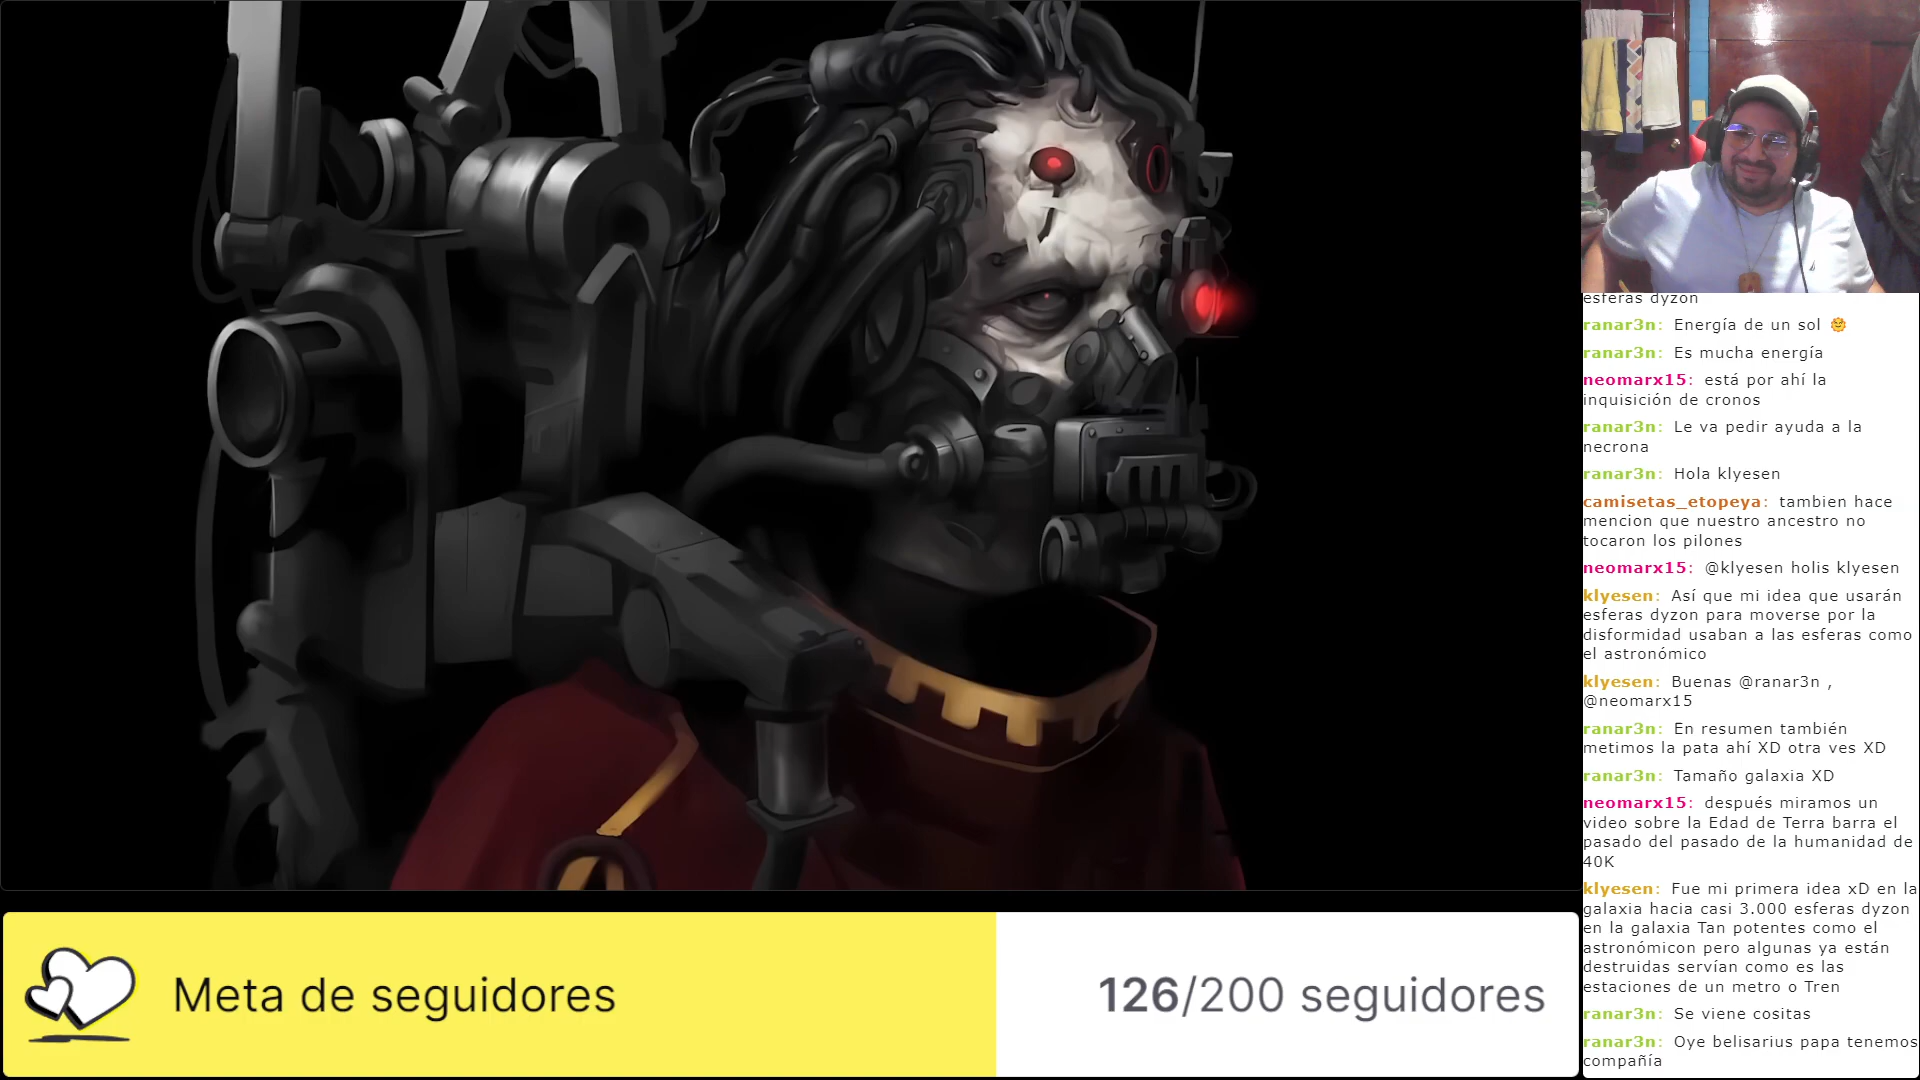 esferas dyzon
ranar3n: Energía de un sol
ranar3n: Es mucha energía
neomarx15: está por ahí la
inquisición de cronos
ranar3n: Le va pedir ayuda a la
necrona
ranar3n: Hola klyesen
camisetas_etopeya: tambien hace
mencion que nuestro ancestro no
tocaron los pilones
neomarx15: @klyesen holis klyesen
klyesen: Así que mi idea que usarán
esferas dyzon para moverse por la
disformidad usaban a las esferas como
el astronómico
klyesen: Buenas @ranar3n ,
@neomarx15
ranar3n: En resumen también
metimos la pata ahí XD otra ves XD
ranar3n: Tamaño galaxia XD
neomarx15: después miramos un
video sobre la Edad de Terra barra el
pasado del pasado de la humanidad de
40K
klyesen: Fue mi primera idea xD en la
galaxia hacia casi 3.000 esferas dyzon
en la galaxia Tan potentes como el
astronómicon pero algunas ya están
destruidas servían como es las
estaciones de un metro o Tren
ranar3n: Se viene cositas
ranar3n: Oye belisarius papa tenemos
compañía
Meta de seguidores
126/200 seguidores